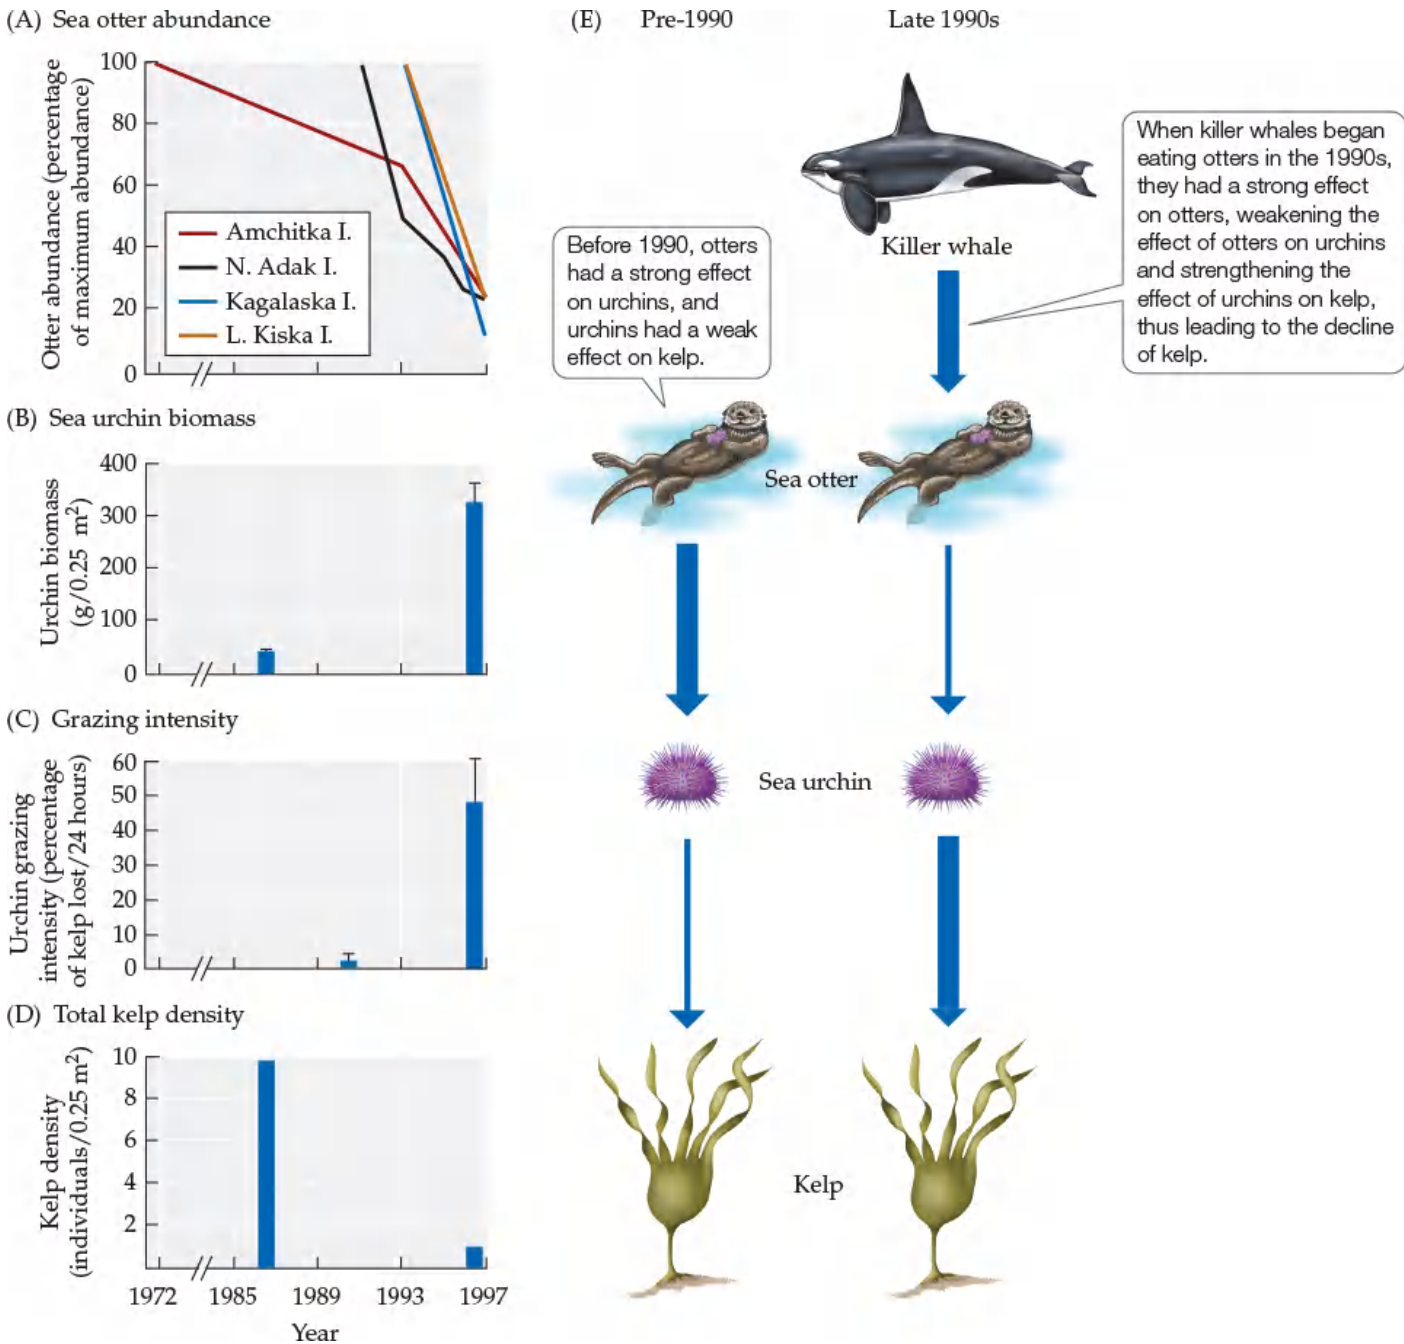 (A) Sea otter abundance
Otter abundance (percentage
of maximum abundance)
100
80
60
40
20
0
Amchitka I.
N. Adak I.
Kagalaska I.
L. Kiska I.
(B) Sea urchin biomass
Urchin biomass
(g/0.25 m²)
400
300
200
100
0
(C) Grazing intensity
Urchin grazing
intensity (percentage
of kelp lost/24 hours)
60
50
40
30
20
10
0
(D) Total kelp density
Kelp density
(individuals/0.25 m²)
10
8
6
4
2
1972 1985 1989 1993 1997
Year
(E) Pre-1990 Late 1990s
Before 1990, otters
had a strong effect
on urchins, and
urchins had a weak
effect on kelp.
Killer whale
When killer whales began
eating otters in the 1990s,
they had a strong effect
on otters, weakening the
effect of otters on urchins
and strengthening the
effect of urchins on kelp,
thus leading to the decline
of kelp.
Sea otter
Sea urchin
Kelp